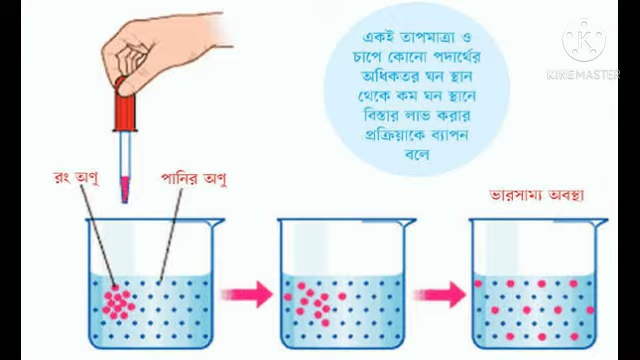 একই তাপমাত্রা ও
চাপে কোনো পদার্থের
অধিকতর ঘন স্থান
থেকে কম ঘন স্থানে
বিস্তার লাভ করার
প্রক্রিয়াকে ব্যাপন
বলে
KINEMASTER
রং অণু
পানির অণু
ভারসাম্য অবস্থা